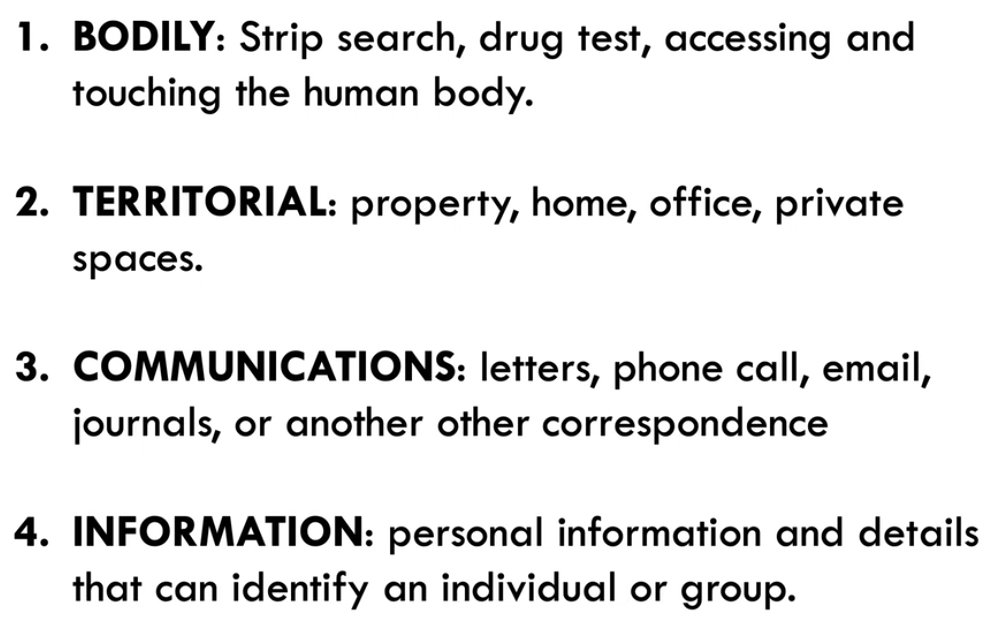 1. BODILY: Strip search, drug test, accessing and
touching the human body.
2. TERRITORIAL: property, home, office, private
spaces.
3. COMMUNICATIONS: letters, phone call, email,
journals, or another other correspondence
4. INFORMATION: personal information and details
that can identify an individual or group.